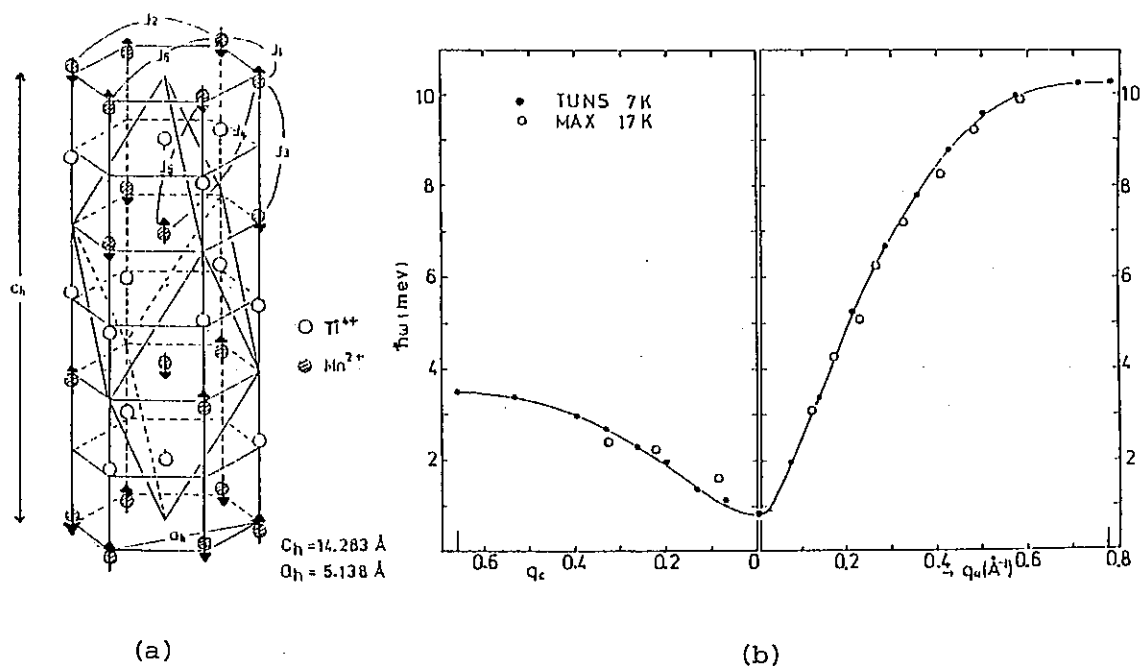 J₂
J₁
J₆
J₄
J₃
J₅
Cₕ
aₕ
Ti⁴⁺
Mn²⁺
Cₕ = 14.283 Å
aₕ = 5.138 Å
(a)
TUNS 7K
MAX 17K
ħω (meV)
10
8
6
4
2
10
8
6
4
2
0.6
0.4
0.2
0
0.2
0.4
0.6
0.8
q_c
→ qₐ(Å⁻¹)
(b)